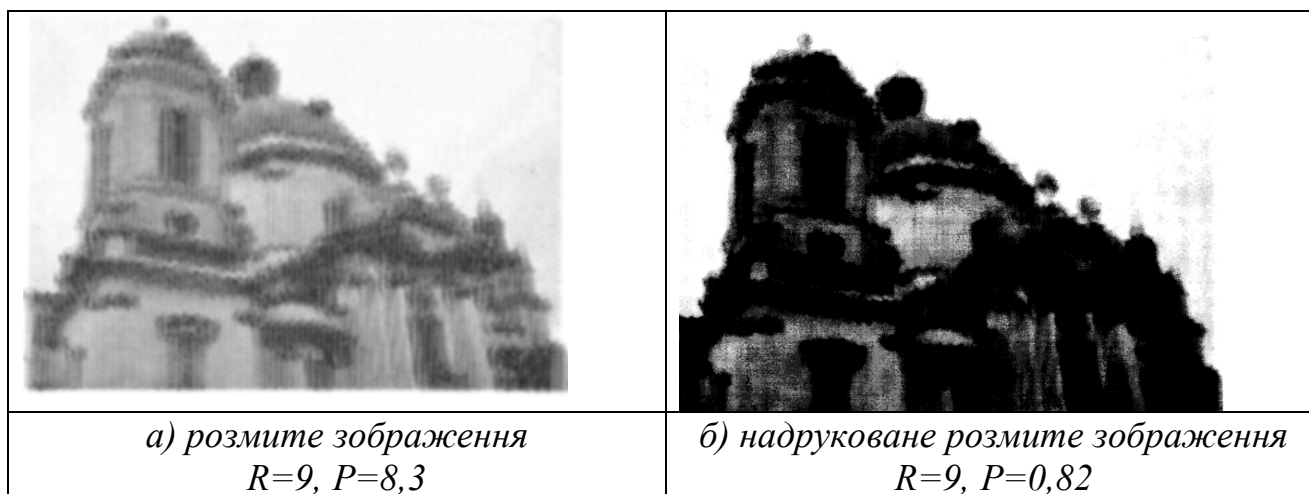 а) розмите зображення
R=9, P=8,3
б) надруковане розмите зображення
R=9, P=0,82